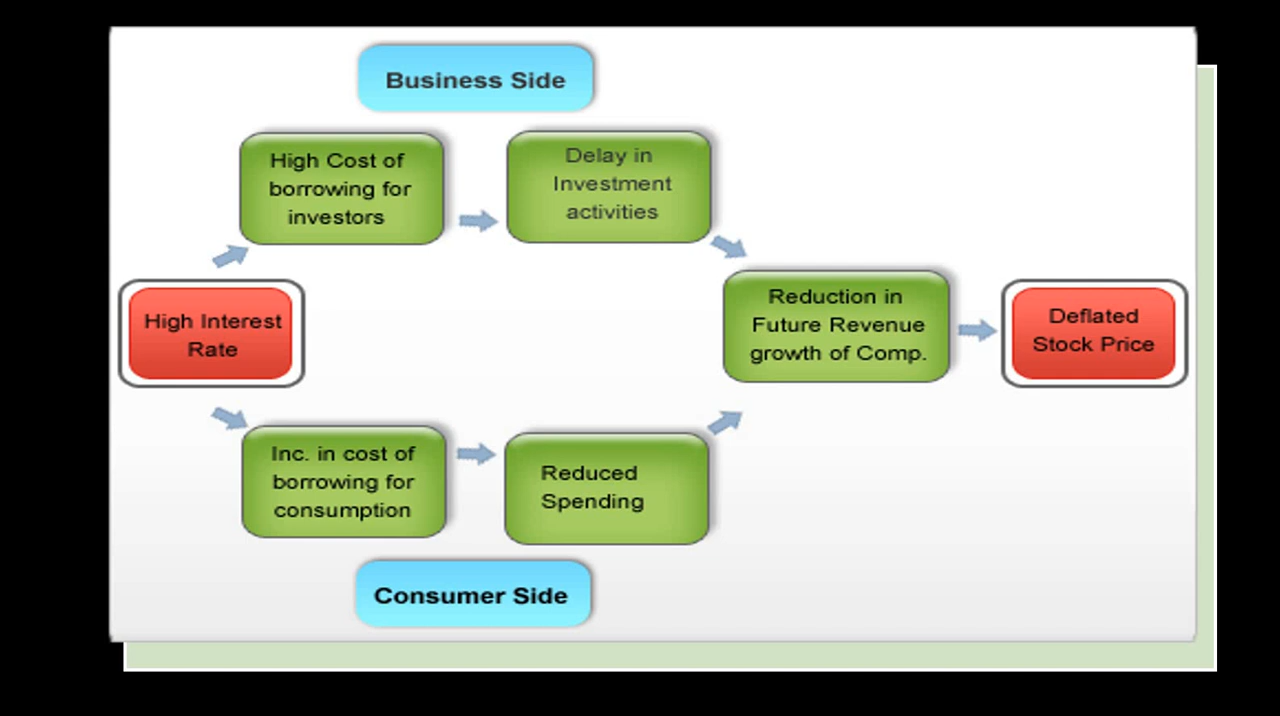 Business Side
High Cost of
borrowing for
investors
Delay in
Investment
activities
High Interest
Rate
Reduction in
Future Revenue
growth of Comp.
Deflated
Stock Price
Inc. in cost of
borrowing for
consumption
Reduced
Spending
Consumer Side